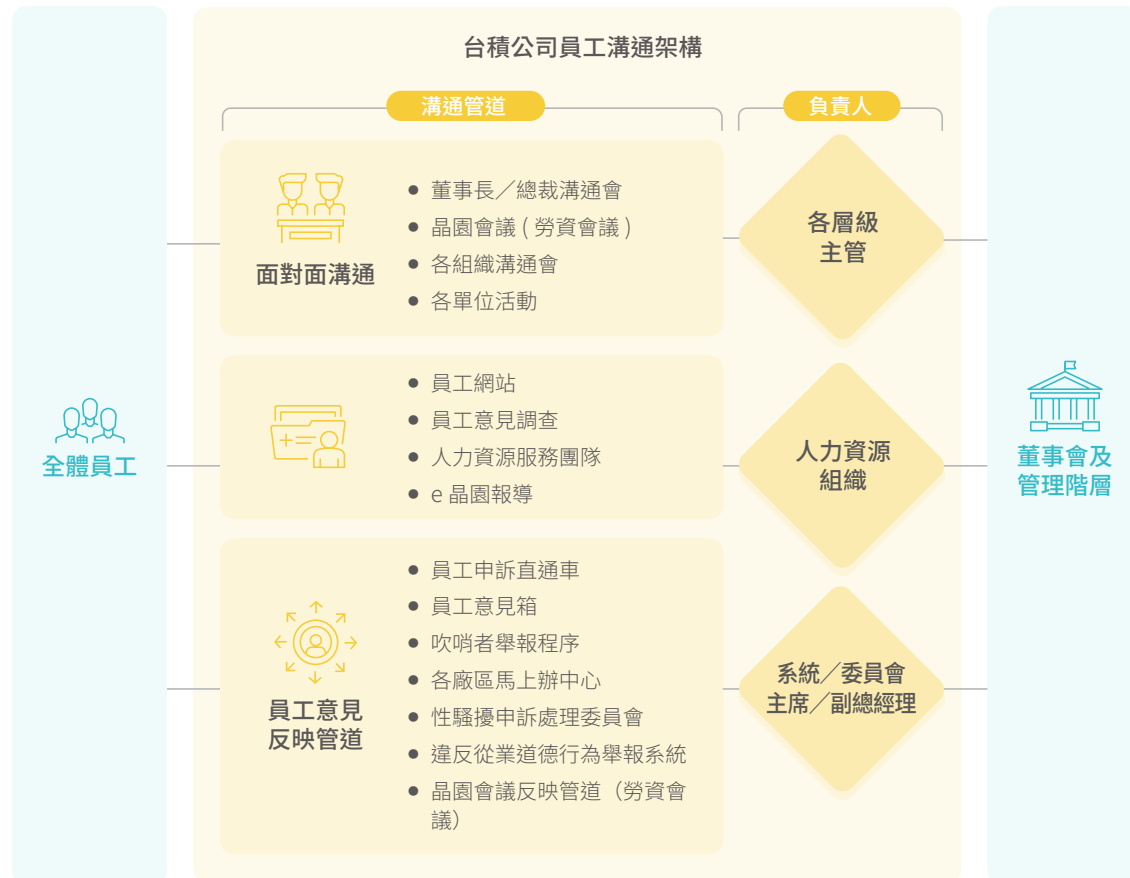 台積公司員工溝通架構
溝通管道
負責人
面對面溝通
● 董事長／總裁溝通會
● 晶園會議 ( 勞資會議 )
● 各組織溝通會
● 各單位活動
各層級
主管
● 員工網站
● 員工意見調查
● 人力資源服務團隊
● e 晶園報導
人力資源
組織
員工意見
反映管道
● 員工申訴直通車
● 員工意見箱
● 吹哨者舉報程序
● 各廠區馬上辦中心
● 性騷擾申訴處理委員會
● 違反從業道德行為舉報系統
● 晶園會議反映管道（勞資會
議）
系統／委員會
主席／副總經理
全體員工
董事會及
管理階層